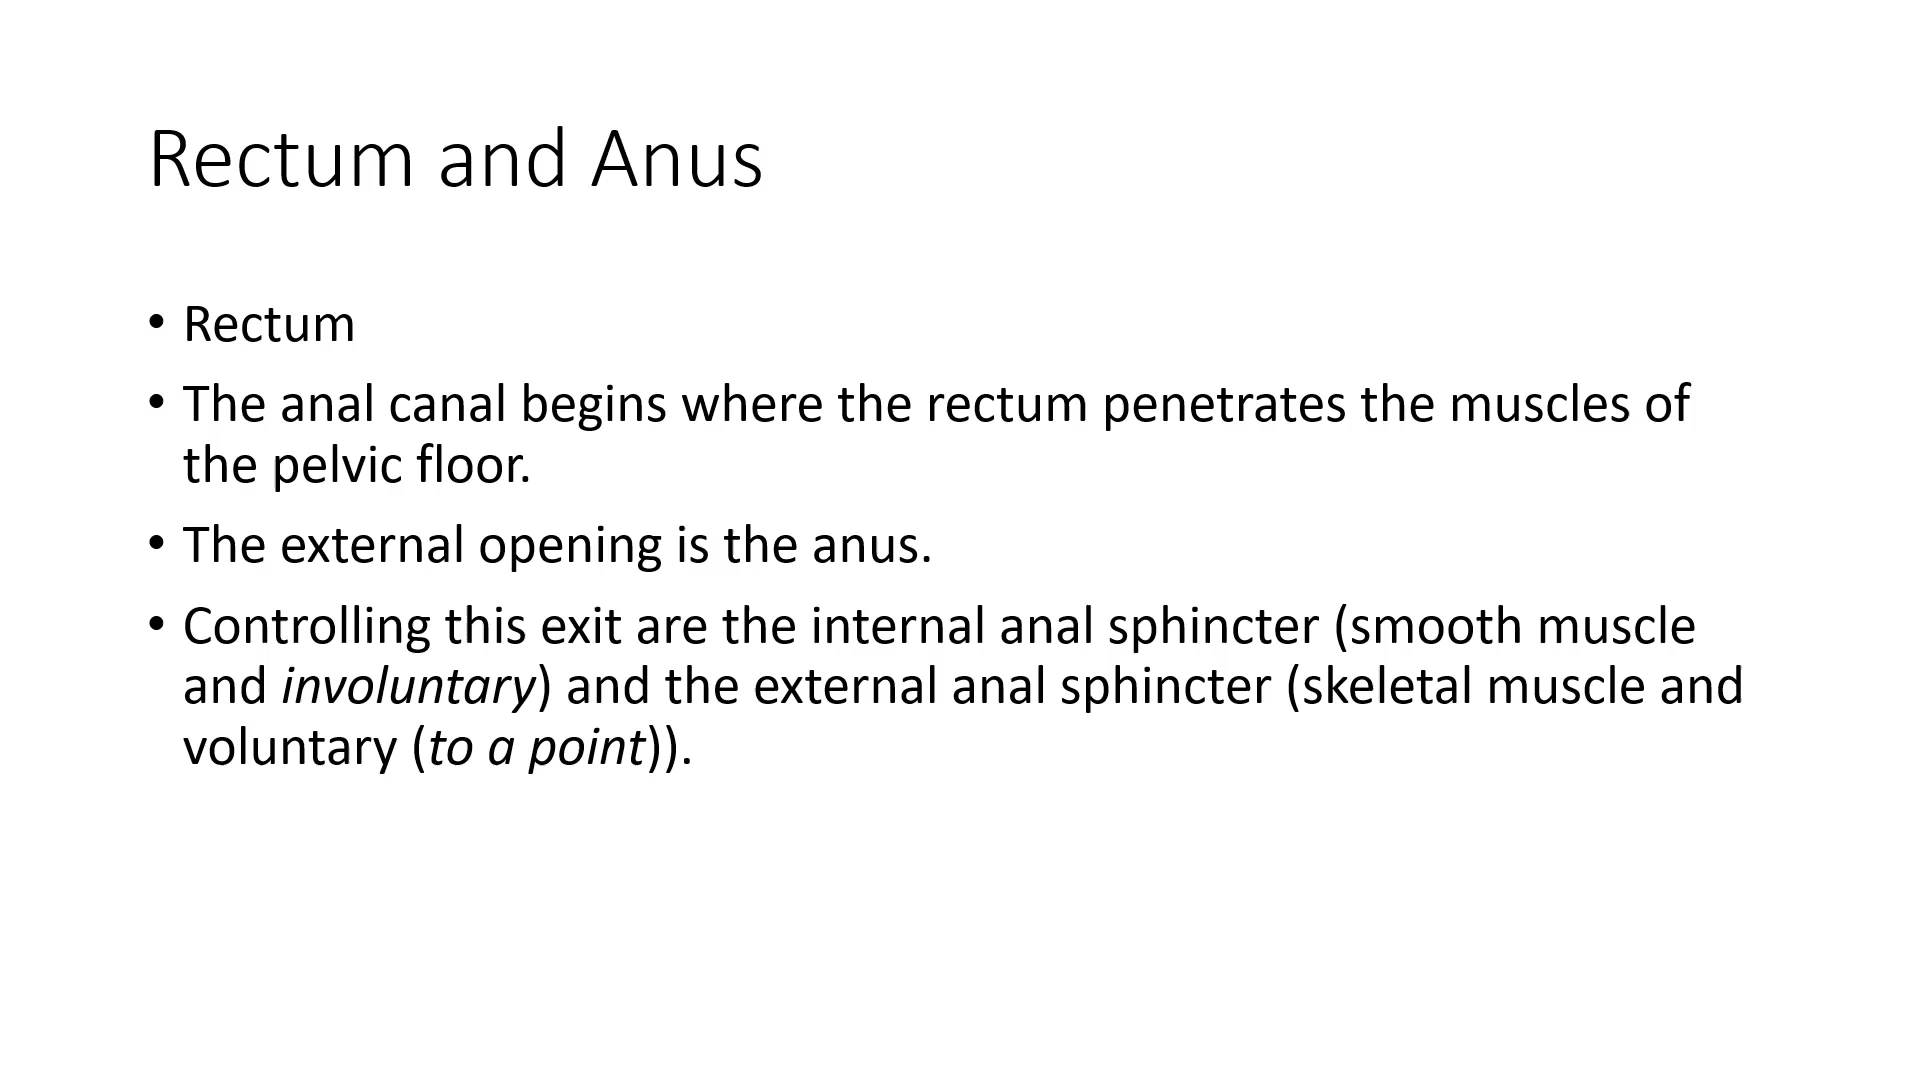 Rectum and Anus
• Rectum
• The anal canal begins where the rectum penetrates the muscles of
the pelvic floor.
• The external opening is the anus.
• Controlling this exit are the internal anal sphincter (smooth muscle
and involuntary) and the external anal sphincter (skeletal muscle and
voluntary (to a point)).